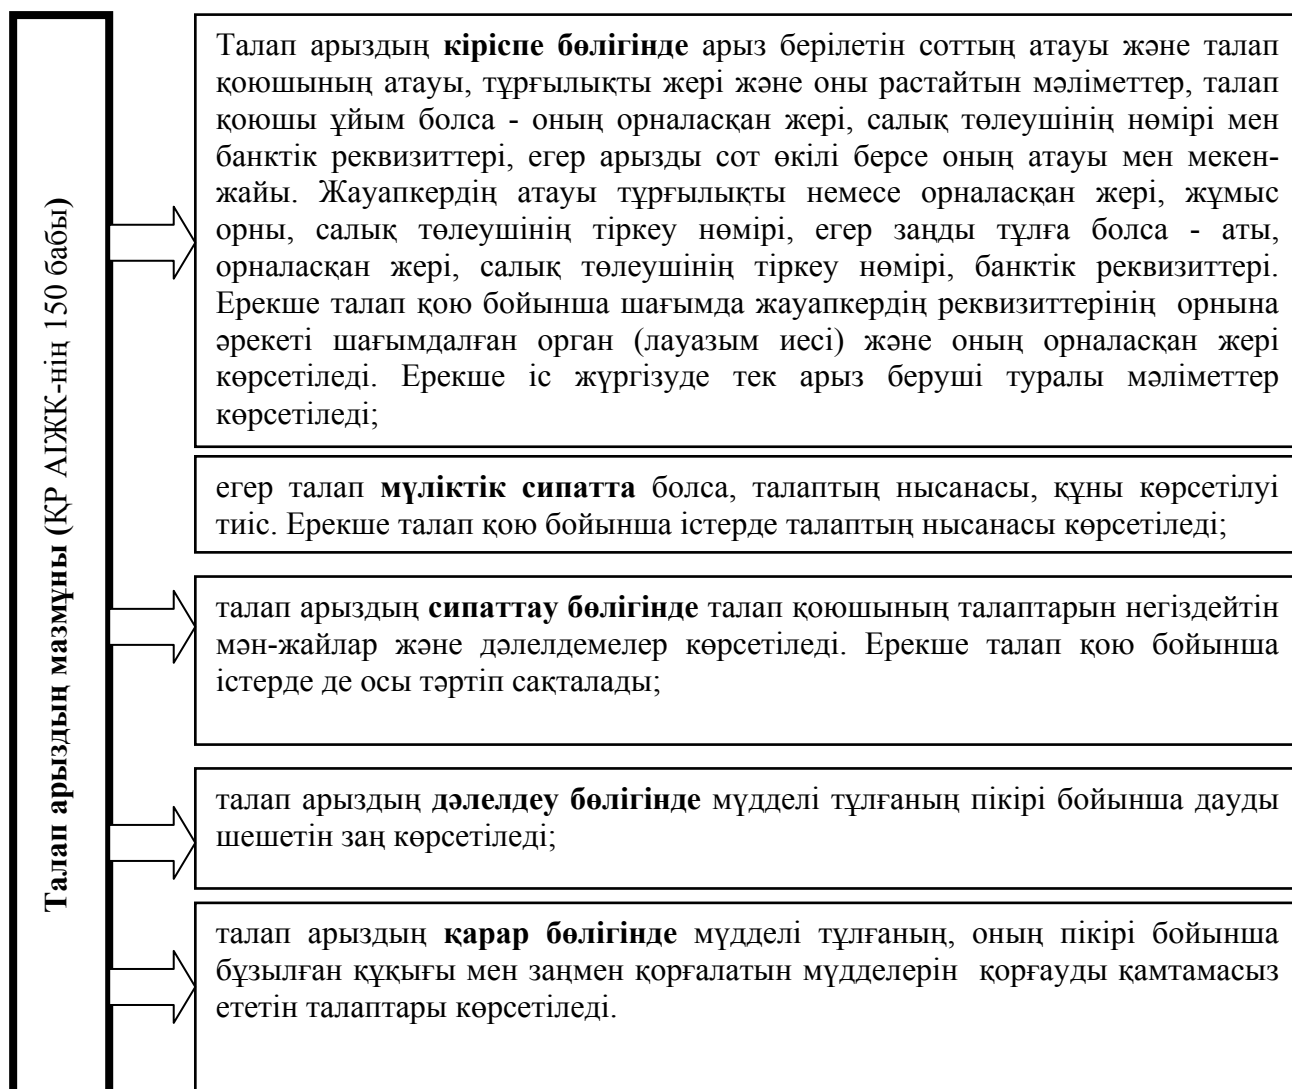 Талап арыздың мазмұны (ҚР АІЖК-нің 150 бабы)
Талап арыздың кіріспе бөлігінде арыз берілетін соттың атауы және талап
қоюшының атауы, тұрғылықты жері және оны растайтын мәліметтер, талап
қоюшы ұйым болса - оның орналасқан жері, салық төлеушінің нөмірі мен
банктік реквизиттері, егер арызды сот өкілі берсе оның атауы мен мекен-
жайы. Жауапкердің атауы тұрғылықты немесе орналасқан жері, жұмыс
орны, салық төлеушінің тіркеу нөмірі, егер заңды тұлға болса - аты,
орналасқан жері, салық төлеушінің тіркеу нөмірі, банктік реквизиттері.
Ерекше талап қою бойынша шағымда жауапкердің реквизиттерінің орнына
әрекеті шағымдалған орган (лауазым иесі) және оның орналасқан жері
көрсетіледі. Ерекше іс жүргізуде тек арыз беруші туралы мәліметтер
көрсетіледі;
егер талап мүліктік сипатта болса, талаптың нысанасы, құны көрсетілуі
тиіс. Ерекше талап қою бойынша істерде талаптың нысанасы көрсетіледі;
талап арыздың сипаттау бөлігінде талап қоюшының талаптарын негіздейтін
мән-жайлар және дәлелдемелер көрсетіледі. Ерекше талап қою бойынша
істерде де осы тәртіп сақталады;
талап арыздың дәлелдеу бөлігінде мүдделі тұлғаның пікірі бойынша дауды
шешетін заң көрсетіледі;
талап арыздың қарар бөлігінде мүдделі тұлғаның, оның пікірі бойынша
бұзылған құқығы мен заңмен қорғалатын мүдделерін қорғауды қамтамасыз
ететін талаптары көрсетіледі.